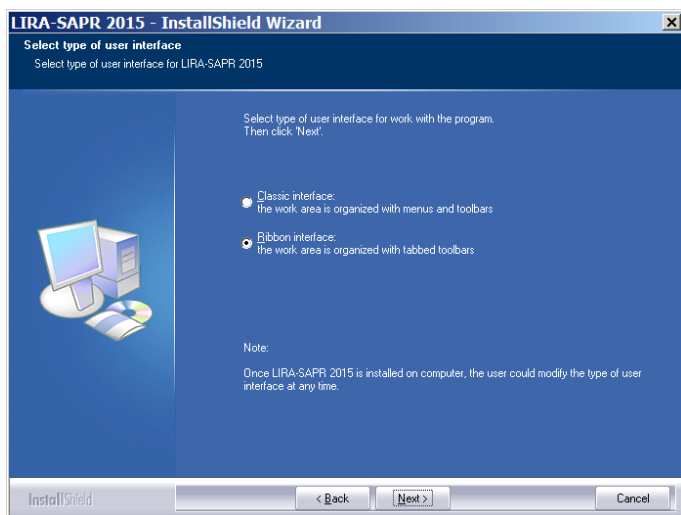 LIRA-SAPR 2015 - InstallShield Wizard
Select type of user interface
Select type of user interface for LIRA-SAPR 2015
Select type of user interface for work with the program.
Then click 'Next'.
Classic interface:
the work area is organized with menus and toolbars
Ribbon interface:
the work area is organized with tabbed toolbars
Note:
Once LIRA-SAPR 2015 is installed on computer, the user could modify the type of user
interface at any time.
InstallShield
< Back
Next >
Cancel